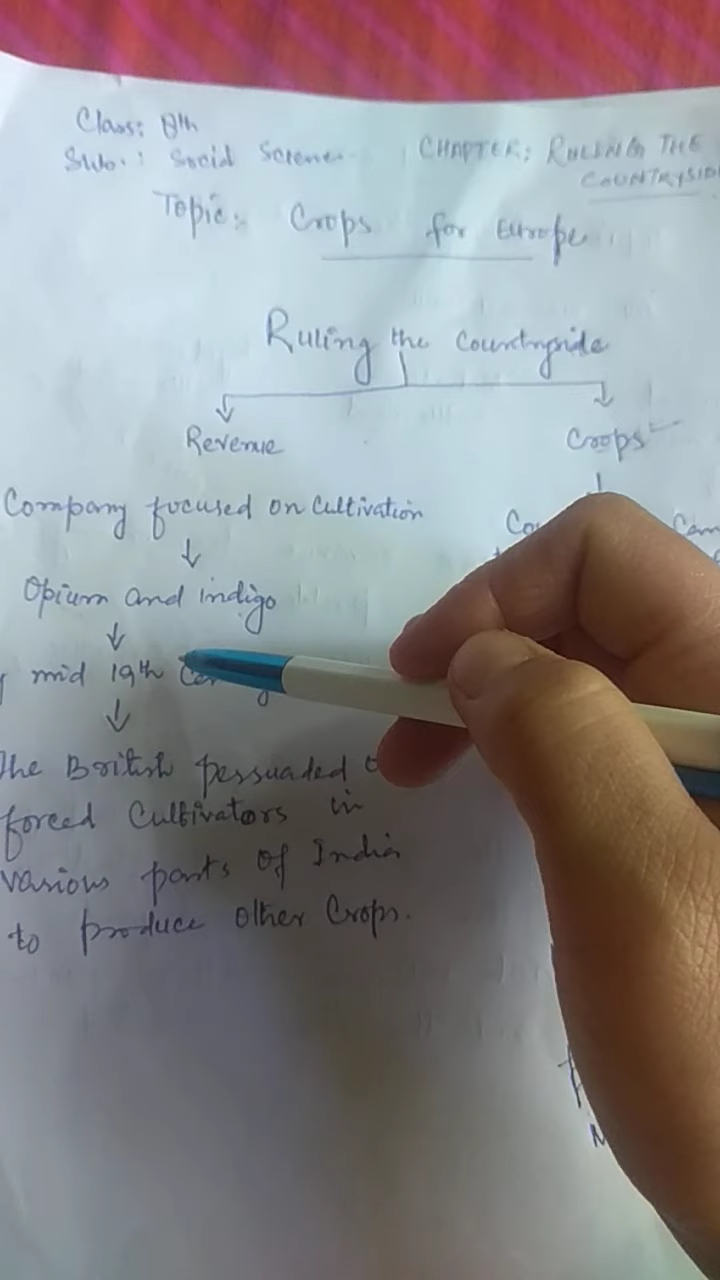 Class: 8th
Sub.: Social Science
CHAPTER: RULING THE
COUNTRYSID
Topic: Crops for Europe
Ruling the Countryside
Revenue
Crops
Company focused on Cultivation
Opium and indigo
mid 19th
The British persuaded
forced Cultivators in
various parts of India
to produce other Crops.